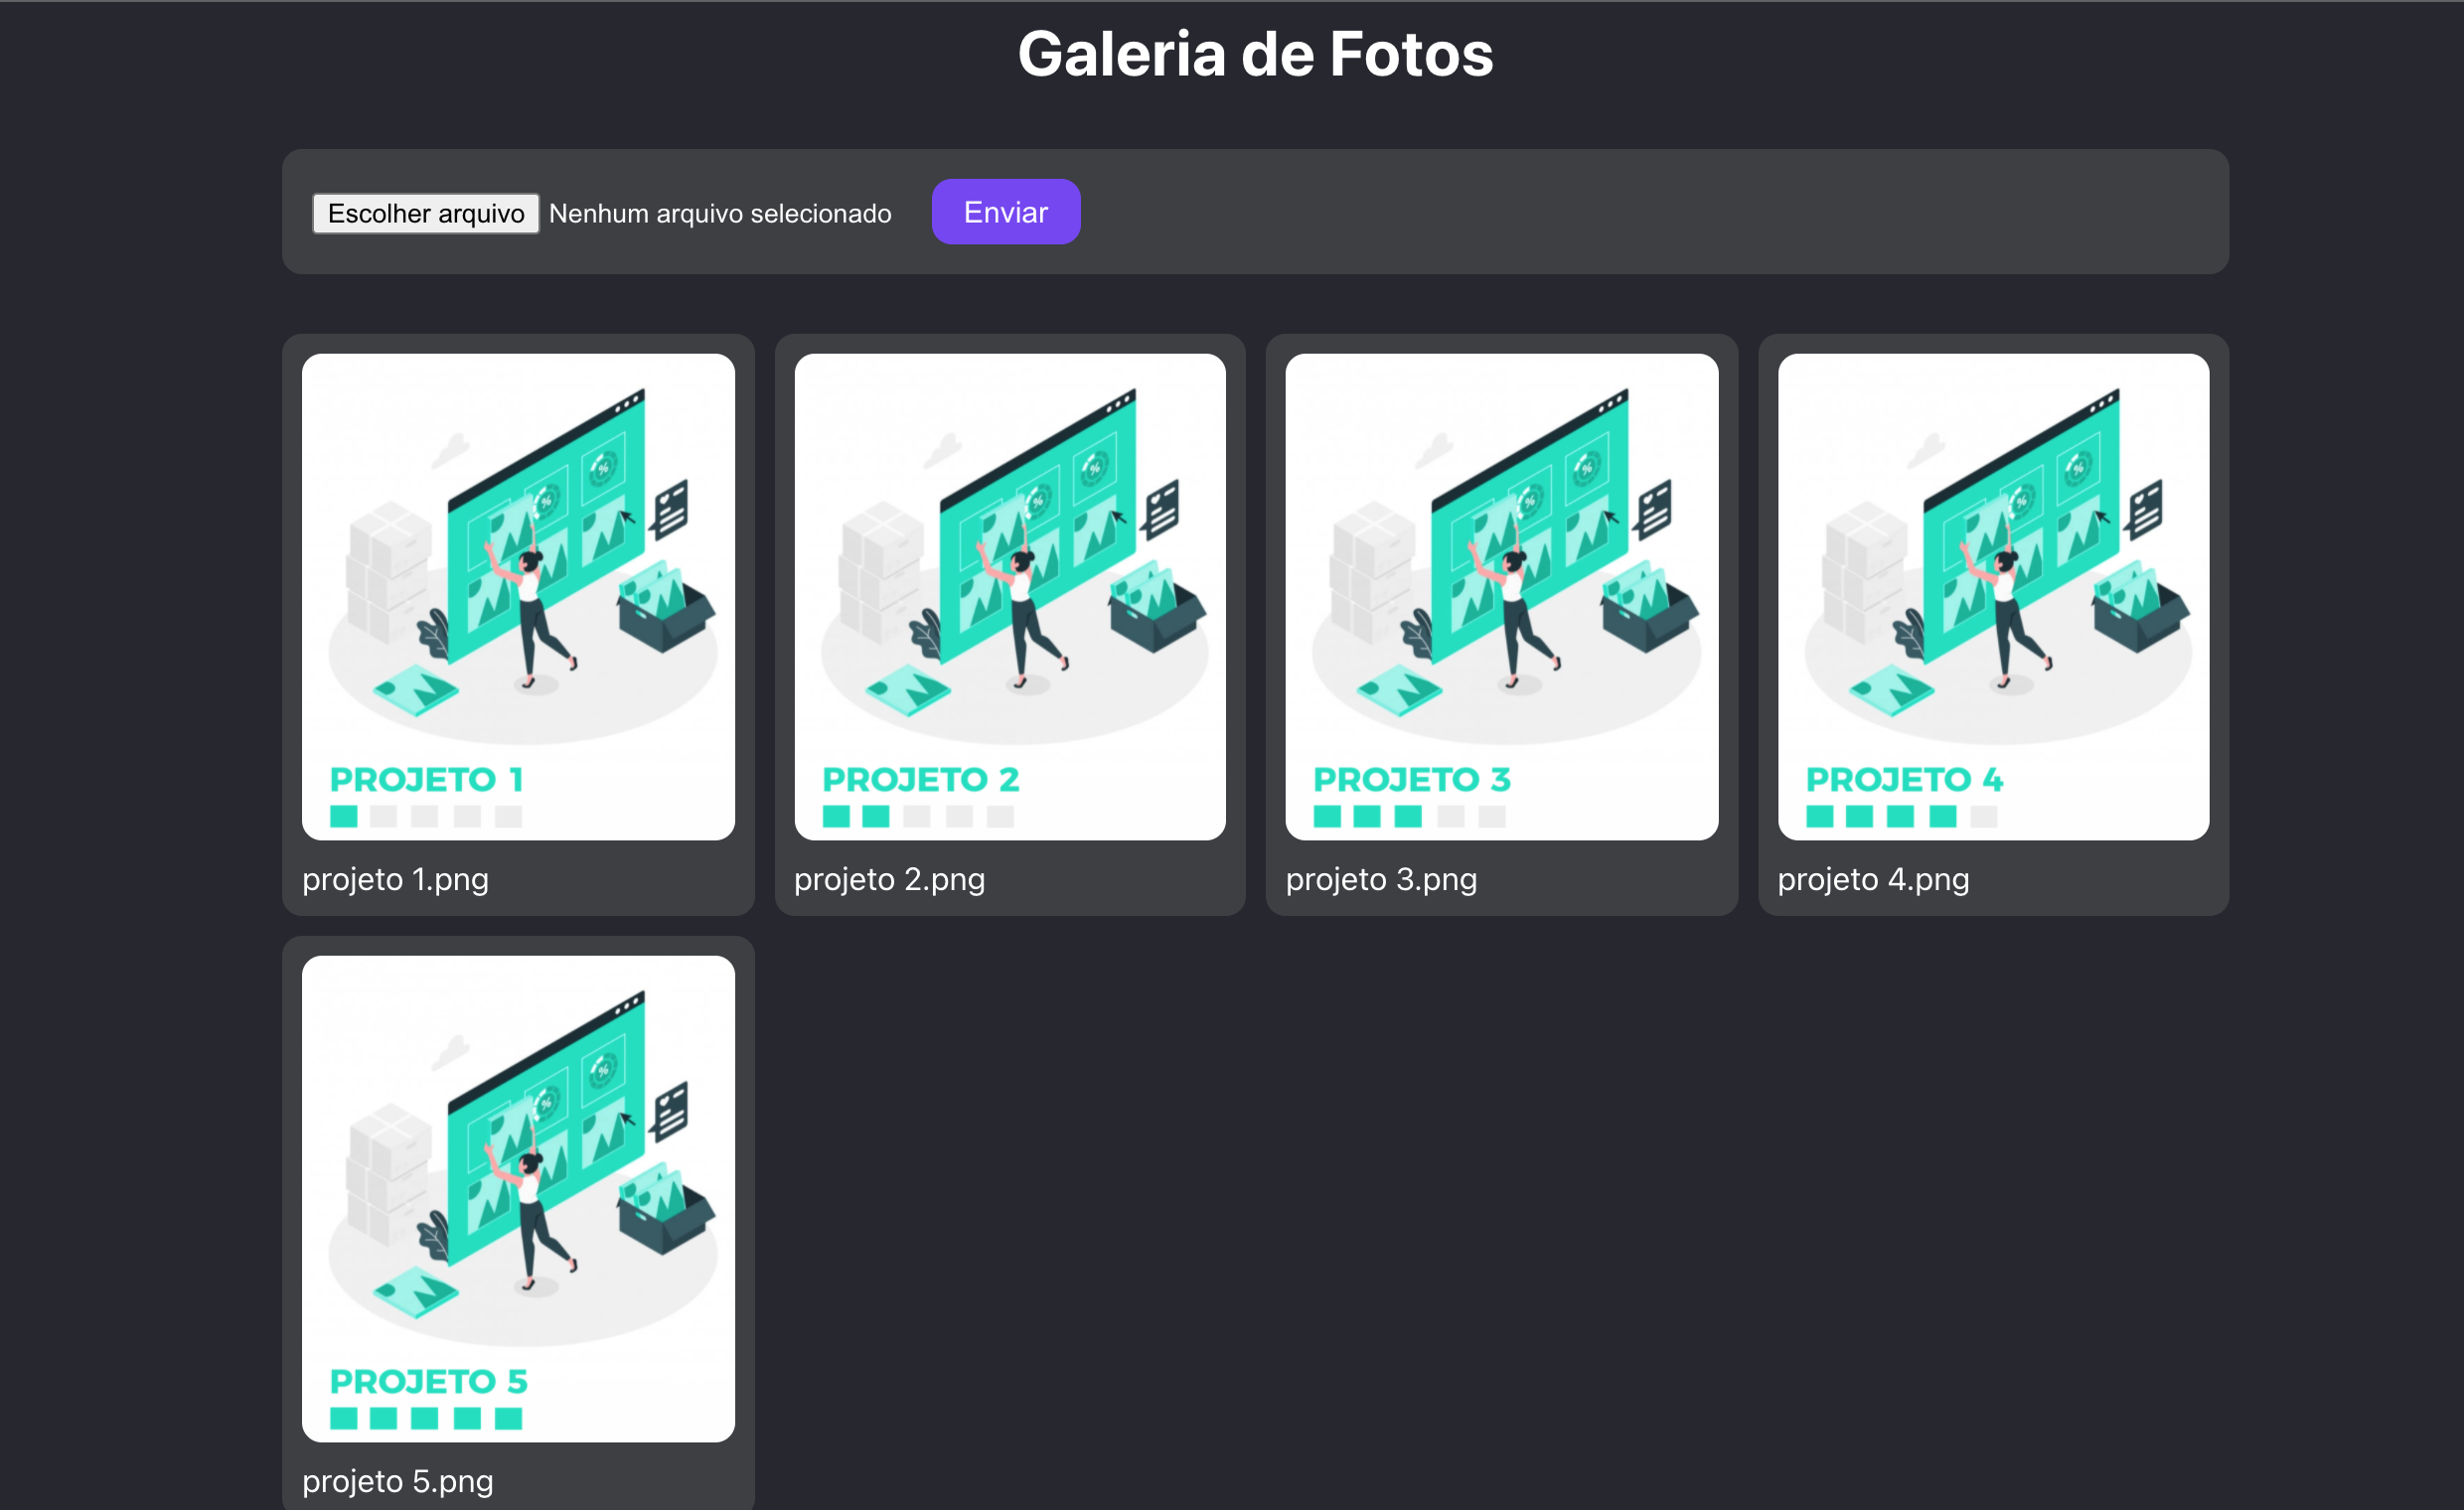 Galeria de Fotos
Escolher arquivo Nenhum arquivo selecionado Enviar
PROJETO 1
projeto 1.png
PROJETO 2
projeto 2.png
PROJETO 3
projeto 3.png
PROJETO 4
projeto 4.png
PROJETO 5
projeto 5.png